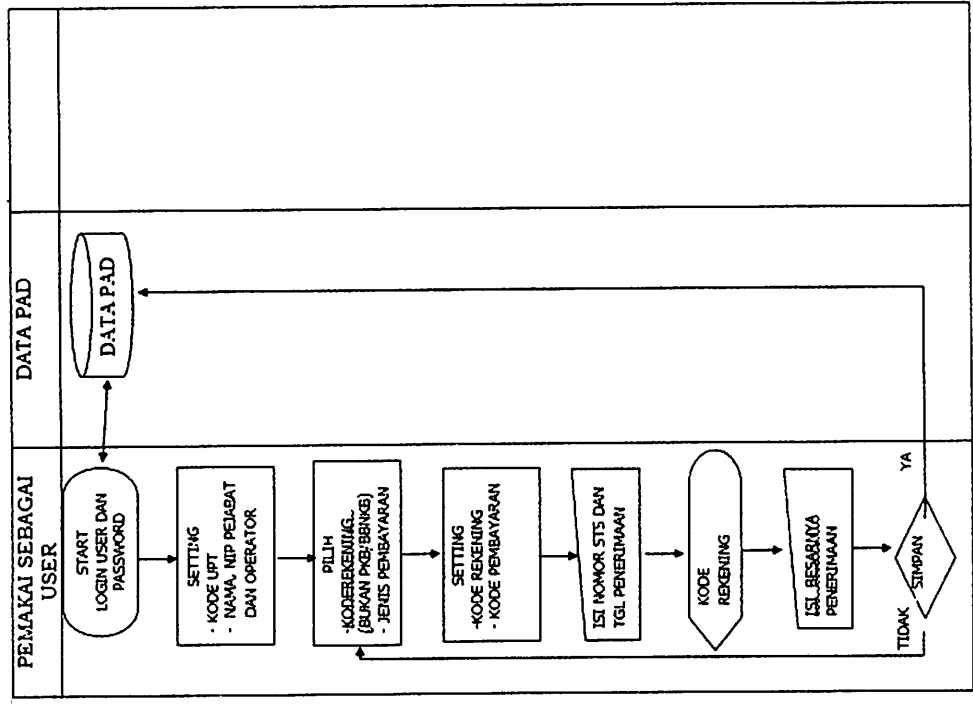 PEMAKAI SEBAGAI
USER
DATA PAD
START
LOGIN USER DAN
PASSWORD
DATA PAD
SETTING
- KODE UPT
- NAMA, NIP PEJABAT
DAN OPERATOR
PILIH
-KODEREKENING...
(BUKAN PKB/BBNKB)
- JENIS PEMBAYARAN
SETTING
-KODE REKENING
- KODE PEMBAYARAN
ISI NOMOR STS DAN
TGL PENERIMAAN
KODE
REKENING
ISI BESARNYA
PENERIMAAN
TIDAK
SIMPAN
YA